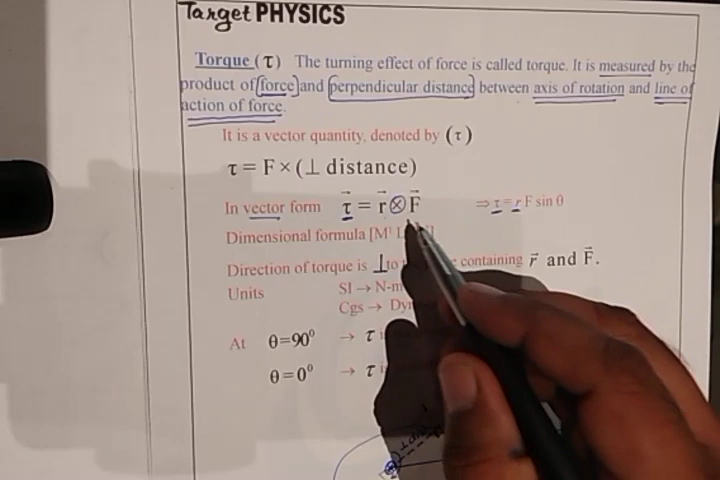 Target PHYSICS
Torque (τ) The turning effect of force is called torque. It is measured by the
product of force and perpendicular distance between axis of rotation and line of
action of force.
It is a vector quantity, denoted by (τ)
τ = F × (⊥ distance)
In vector form τ⃗ = r⃗ ⊗ F⃗ ⇒ τ = r F sin θ
Dimensional formula [M¹ L
Direction of torque is ⊥ to containing r⃗ and F⃗.
Units SI → N-m
Cgs → Dy
At θ=90⁰ → τ
θ=0⁰ → τ